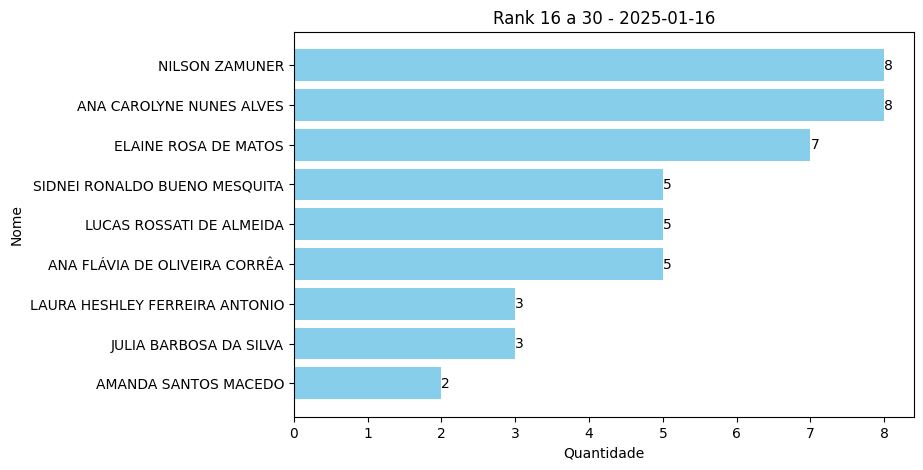 Rank 16 a 30 - 2025-01-16
NILSON ZAMUNER 8
ANA CAROLYNE NUNES ALVES 8
ELAINE ROSA DE MATOS 7
SIDNEI RONALDO BUENO MESQUITA 5
LUCAS ROSSATI DE ALMEIDA 5
ANA FLÁVIA DE OLIVEIRA CORRÊA 5
LAURA HESHLEY FERREIRA ANTONIO 3
JULIA BARBOSA DA SILVA 3
AMANDA SANTOS MACEDO 2
Nome
0 1 2 3 4 5 6 7 8
Quantidade